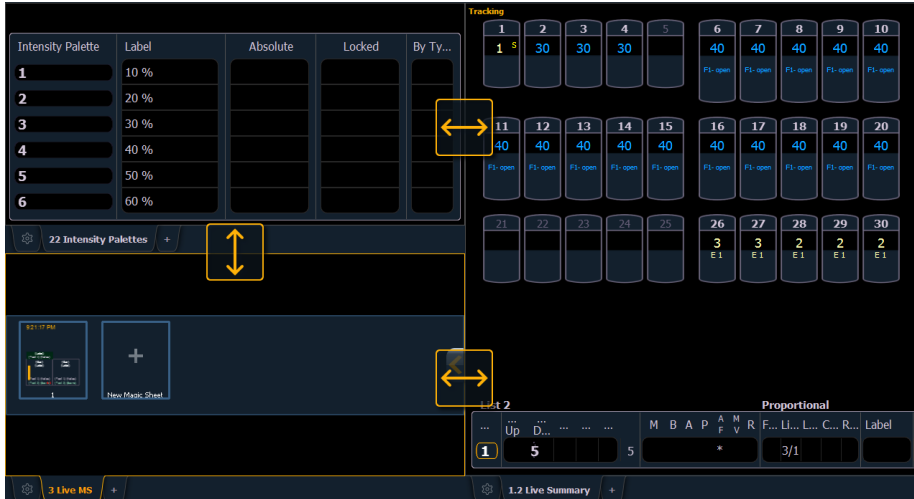 Tracking
Intensity Palette Label Absolute Locked By Ty...
1 10 %
2 20 %
3 30 %
4 40 %
5 50 %
6 60 %
22 Intensity Palettes +
1 2 3 4 5 6 7 8 9 10
1 S 30 30 30 40 40 40 40 40
F1- open F1- open F1- open F1- open F1- open
11 12 13 14 15 16 17 18 19 20
40 40 40 40 40 40 40 40 40 40
F1- open F1- open F1- open F1- open F1- open F1- open F1- open F1- open F1- open F1- open
21 22 23 24 25 26 27 28 29 30
3 3 2 2 2
E 1 E 1 E 1 E 1 E 1
9:21:17 PM
1
+
New Magic Sheet
3 Live MS +
List 2 Proportional
... ... Up ... D... ... ... M B A P A F M V R F... Li... L... C... R... Label
1 5 5 * 3/1
1.2 Live Summary +